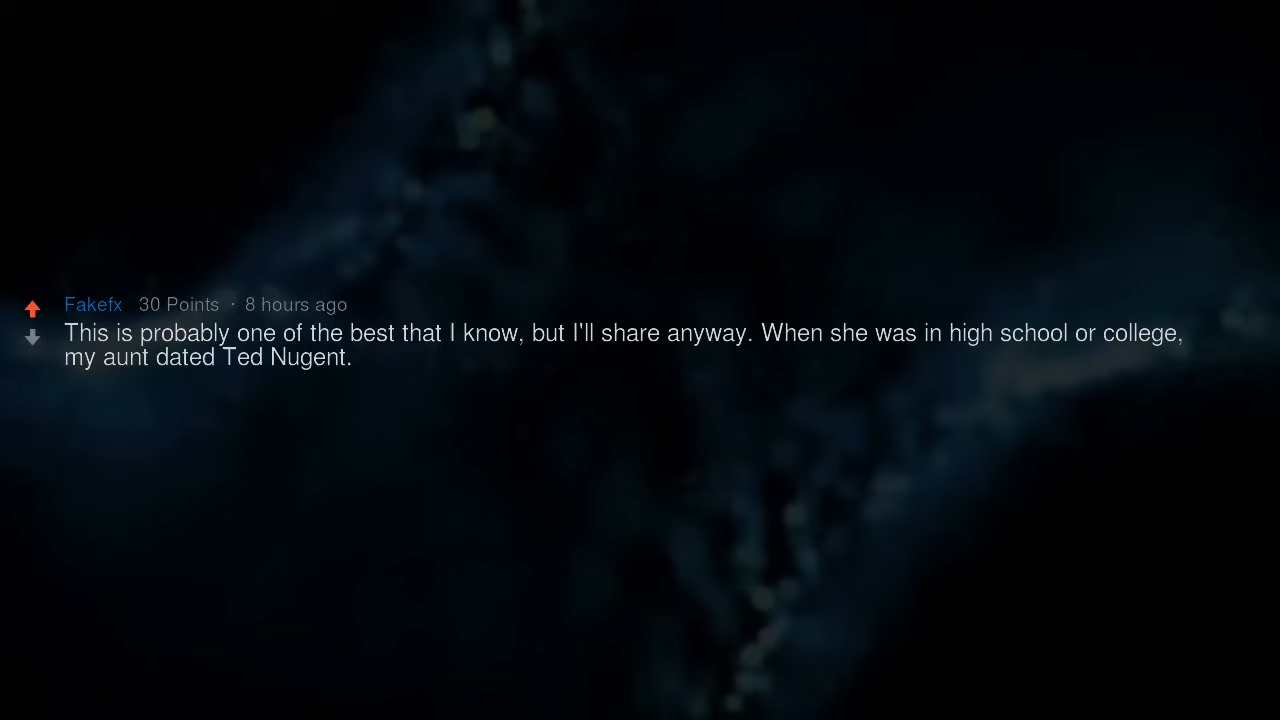 Fakefx 30 Points · 8 hours ago
This is probably one of the best that I know, but I'll share anyway. When she was in high school or college,
my aunt dated Ted Nugent.